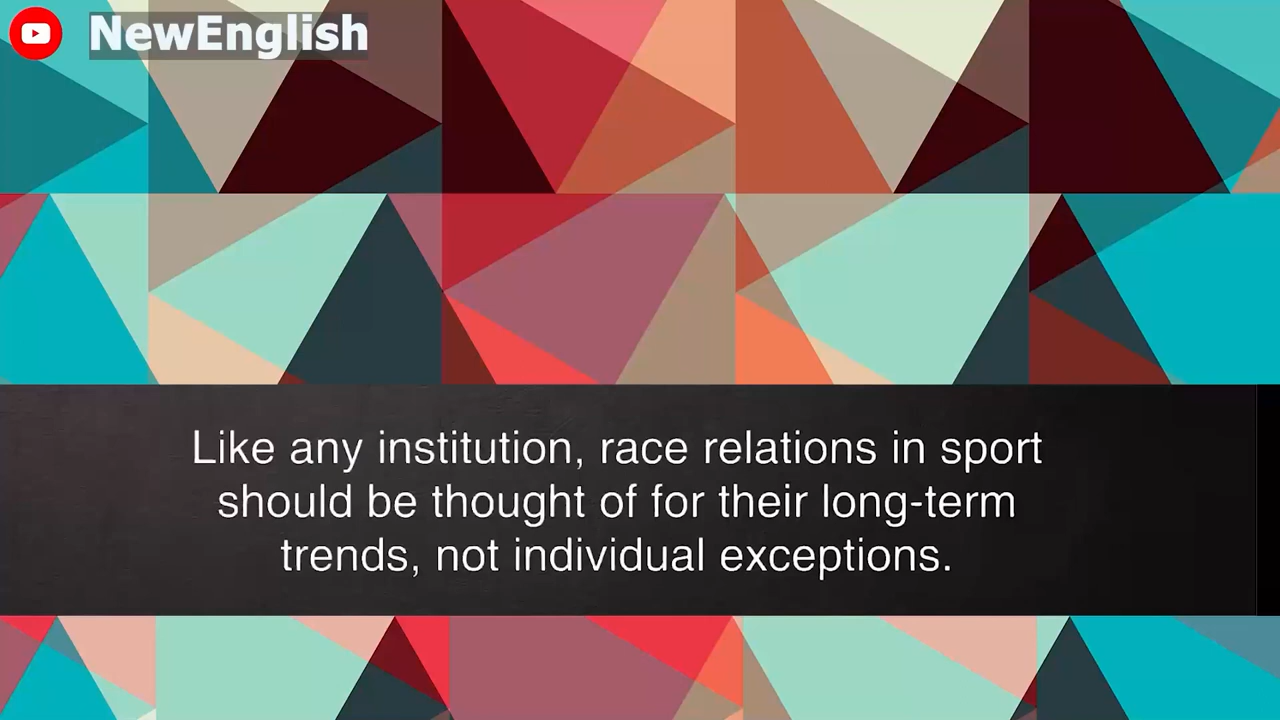 NewEnglish
Like any institution, race relations in sport
should be thought of for their long-term
trends, not individual exceptions.